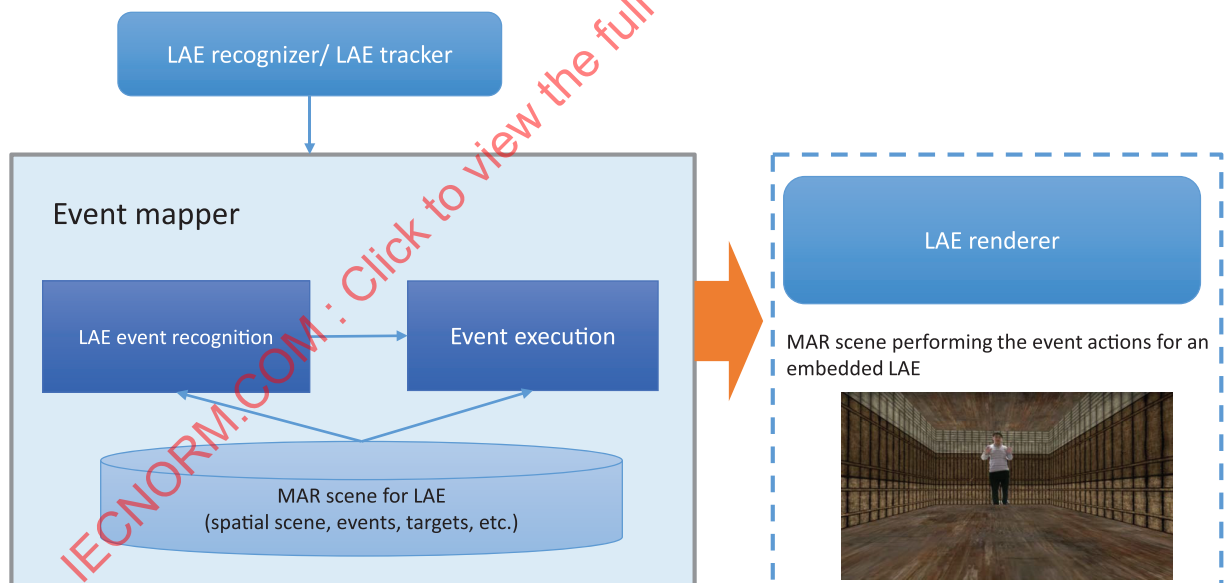 LAE recognizer/ LAE tracker
Event mapper
LAE event recognition
Event execution
MAR scene for LAE
(spatial scene, events, targets, etc.)
LAE renderer
MAR scene performing the event actions for an
embedded LAE
IECNORM.COM : Click to view the full